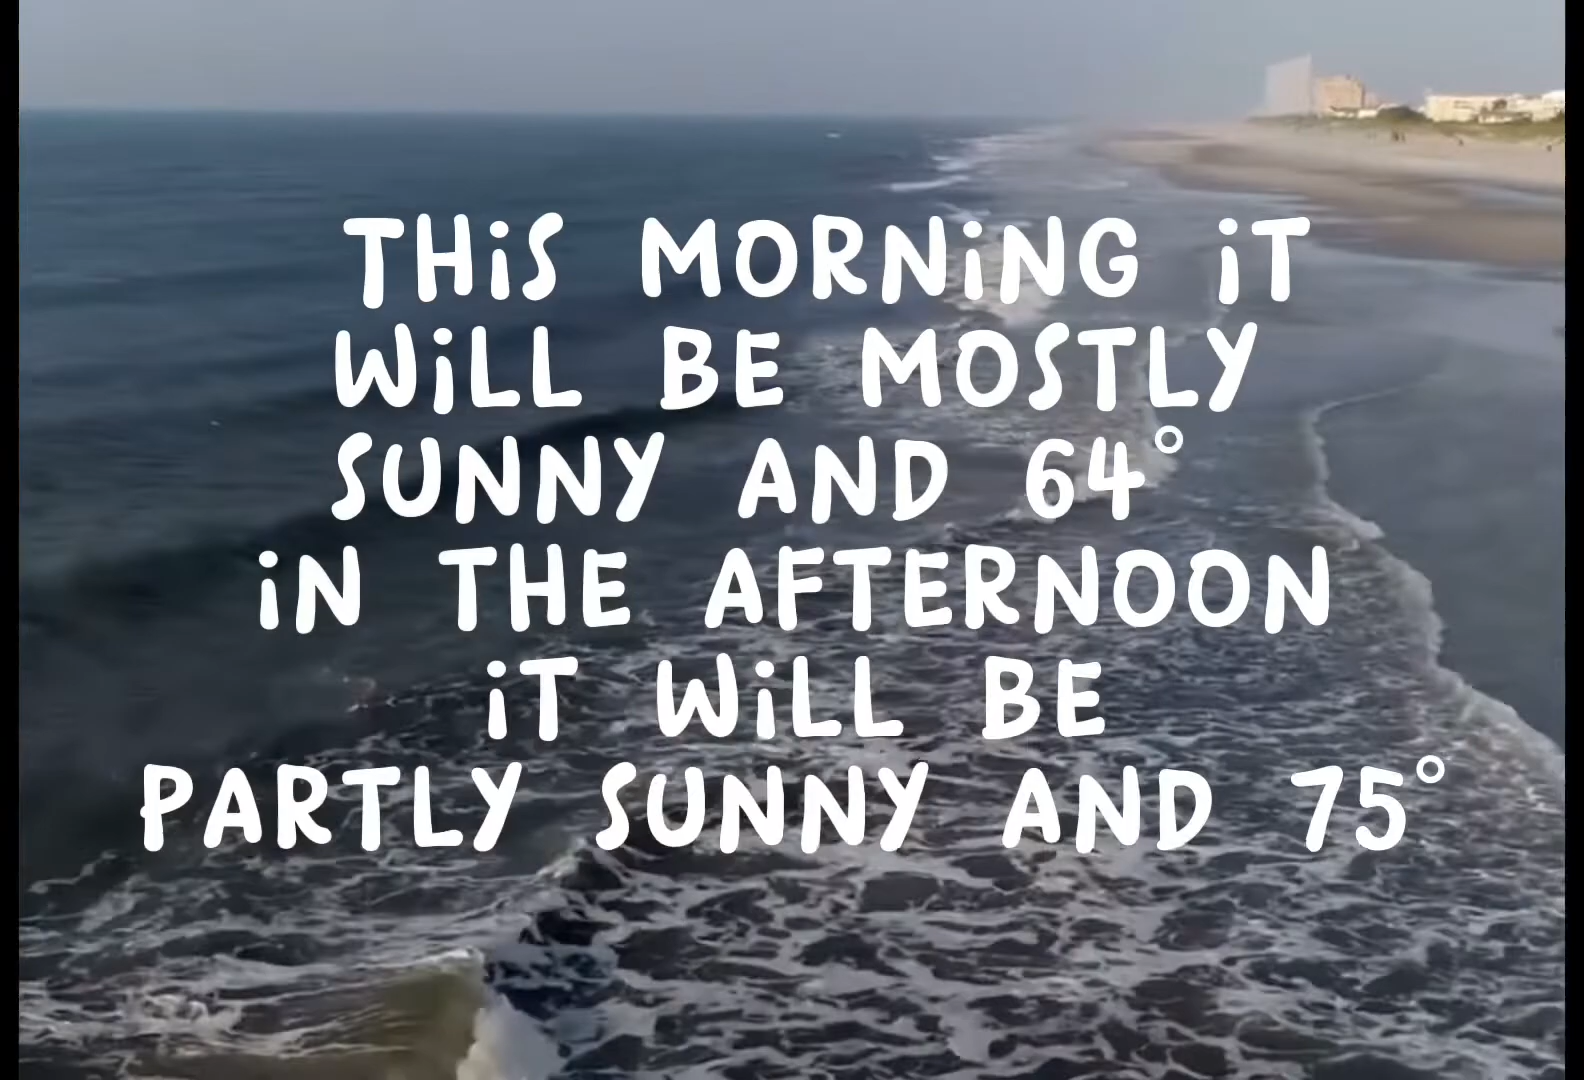 THiS MORNiNG iT
WiLL BE MOSTLY
SUNNY AND 64°
iN THE AFTERNOON
iT WiLL BE
PARTLY SUNNY AND 75°